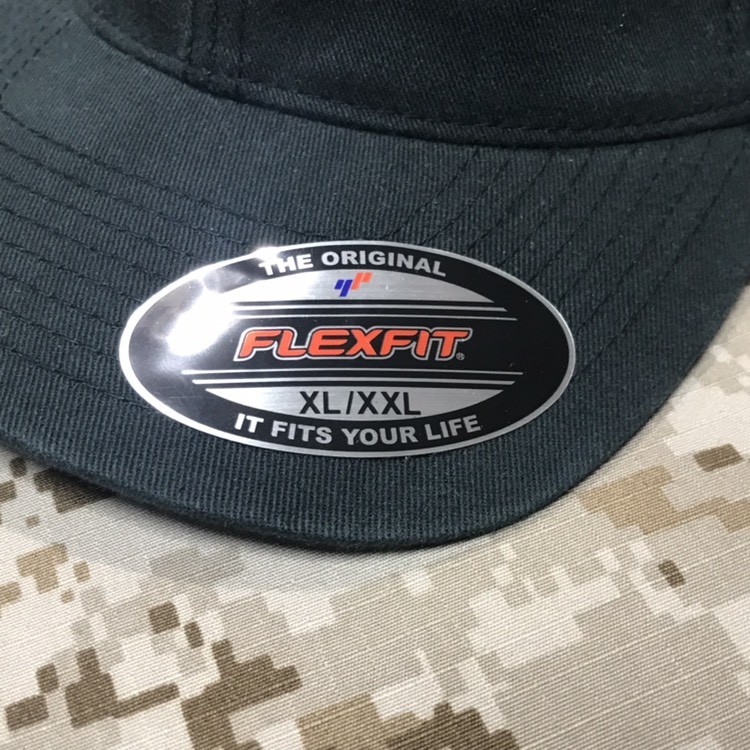 THE ORIGINAL
FLEXFIT®
XL/XXL
IT FITS YOUR LIFE